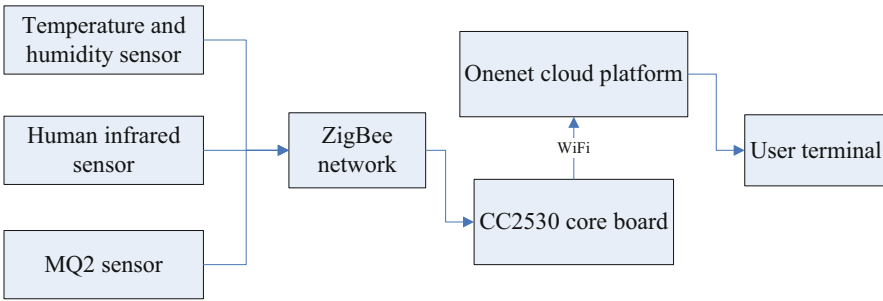 Temperature and
humidity sensor
Human infrared
sensor
MQ2 sensor
ZigBee
network
Onenet cloud platform
WiFi
CC2530 core board
User terminal